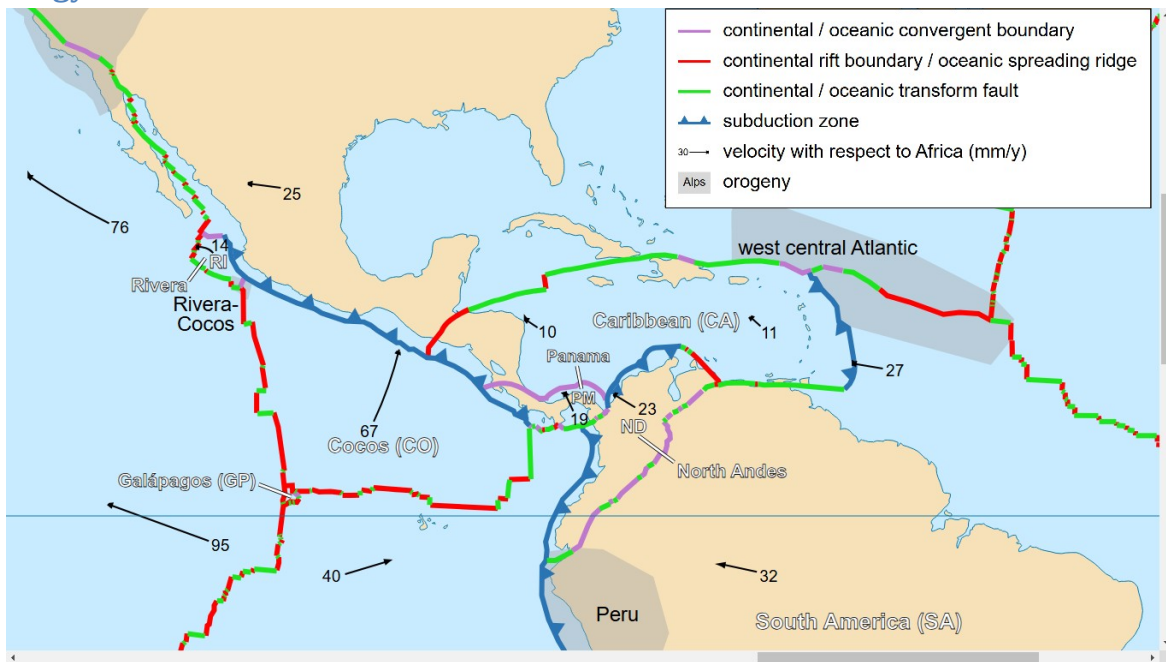 continental / oceanic convergent boundary
continental rift boundary / oceanic spreading ridge
continental / oceanic transform fault
subduction zone
30 velocity with respect to Africa (mm/y)
Alps orogeny
25
76
14
RI
Rivera
Rivera-
Cocos
west central Atlantic
10
Caribbean (CA)
11
Panama
PM
19
27
23
ND
North Andes
67
Cocos (CO)
Galápagos (GP)
95
40
32
Peru
South America (SA)